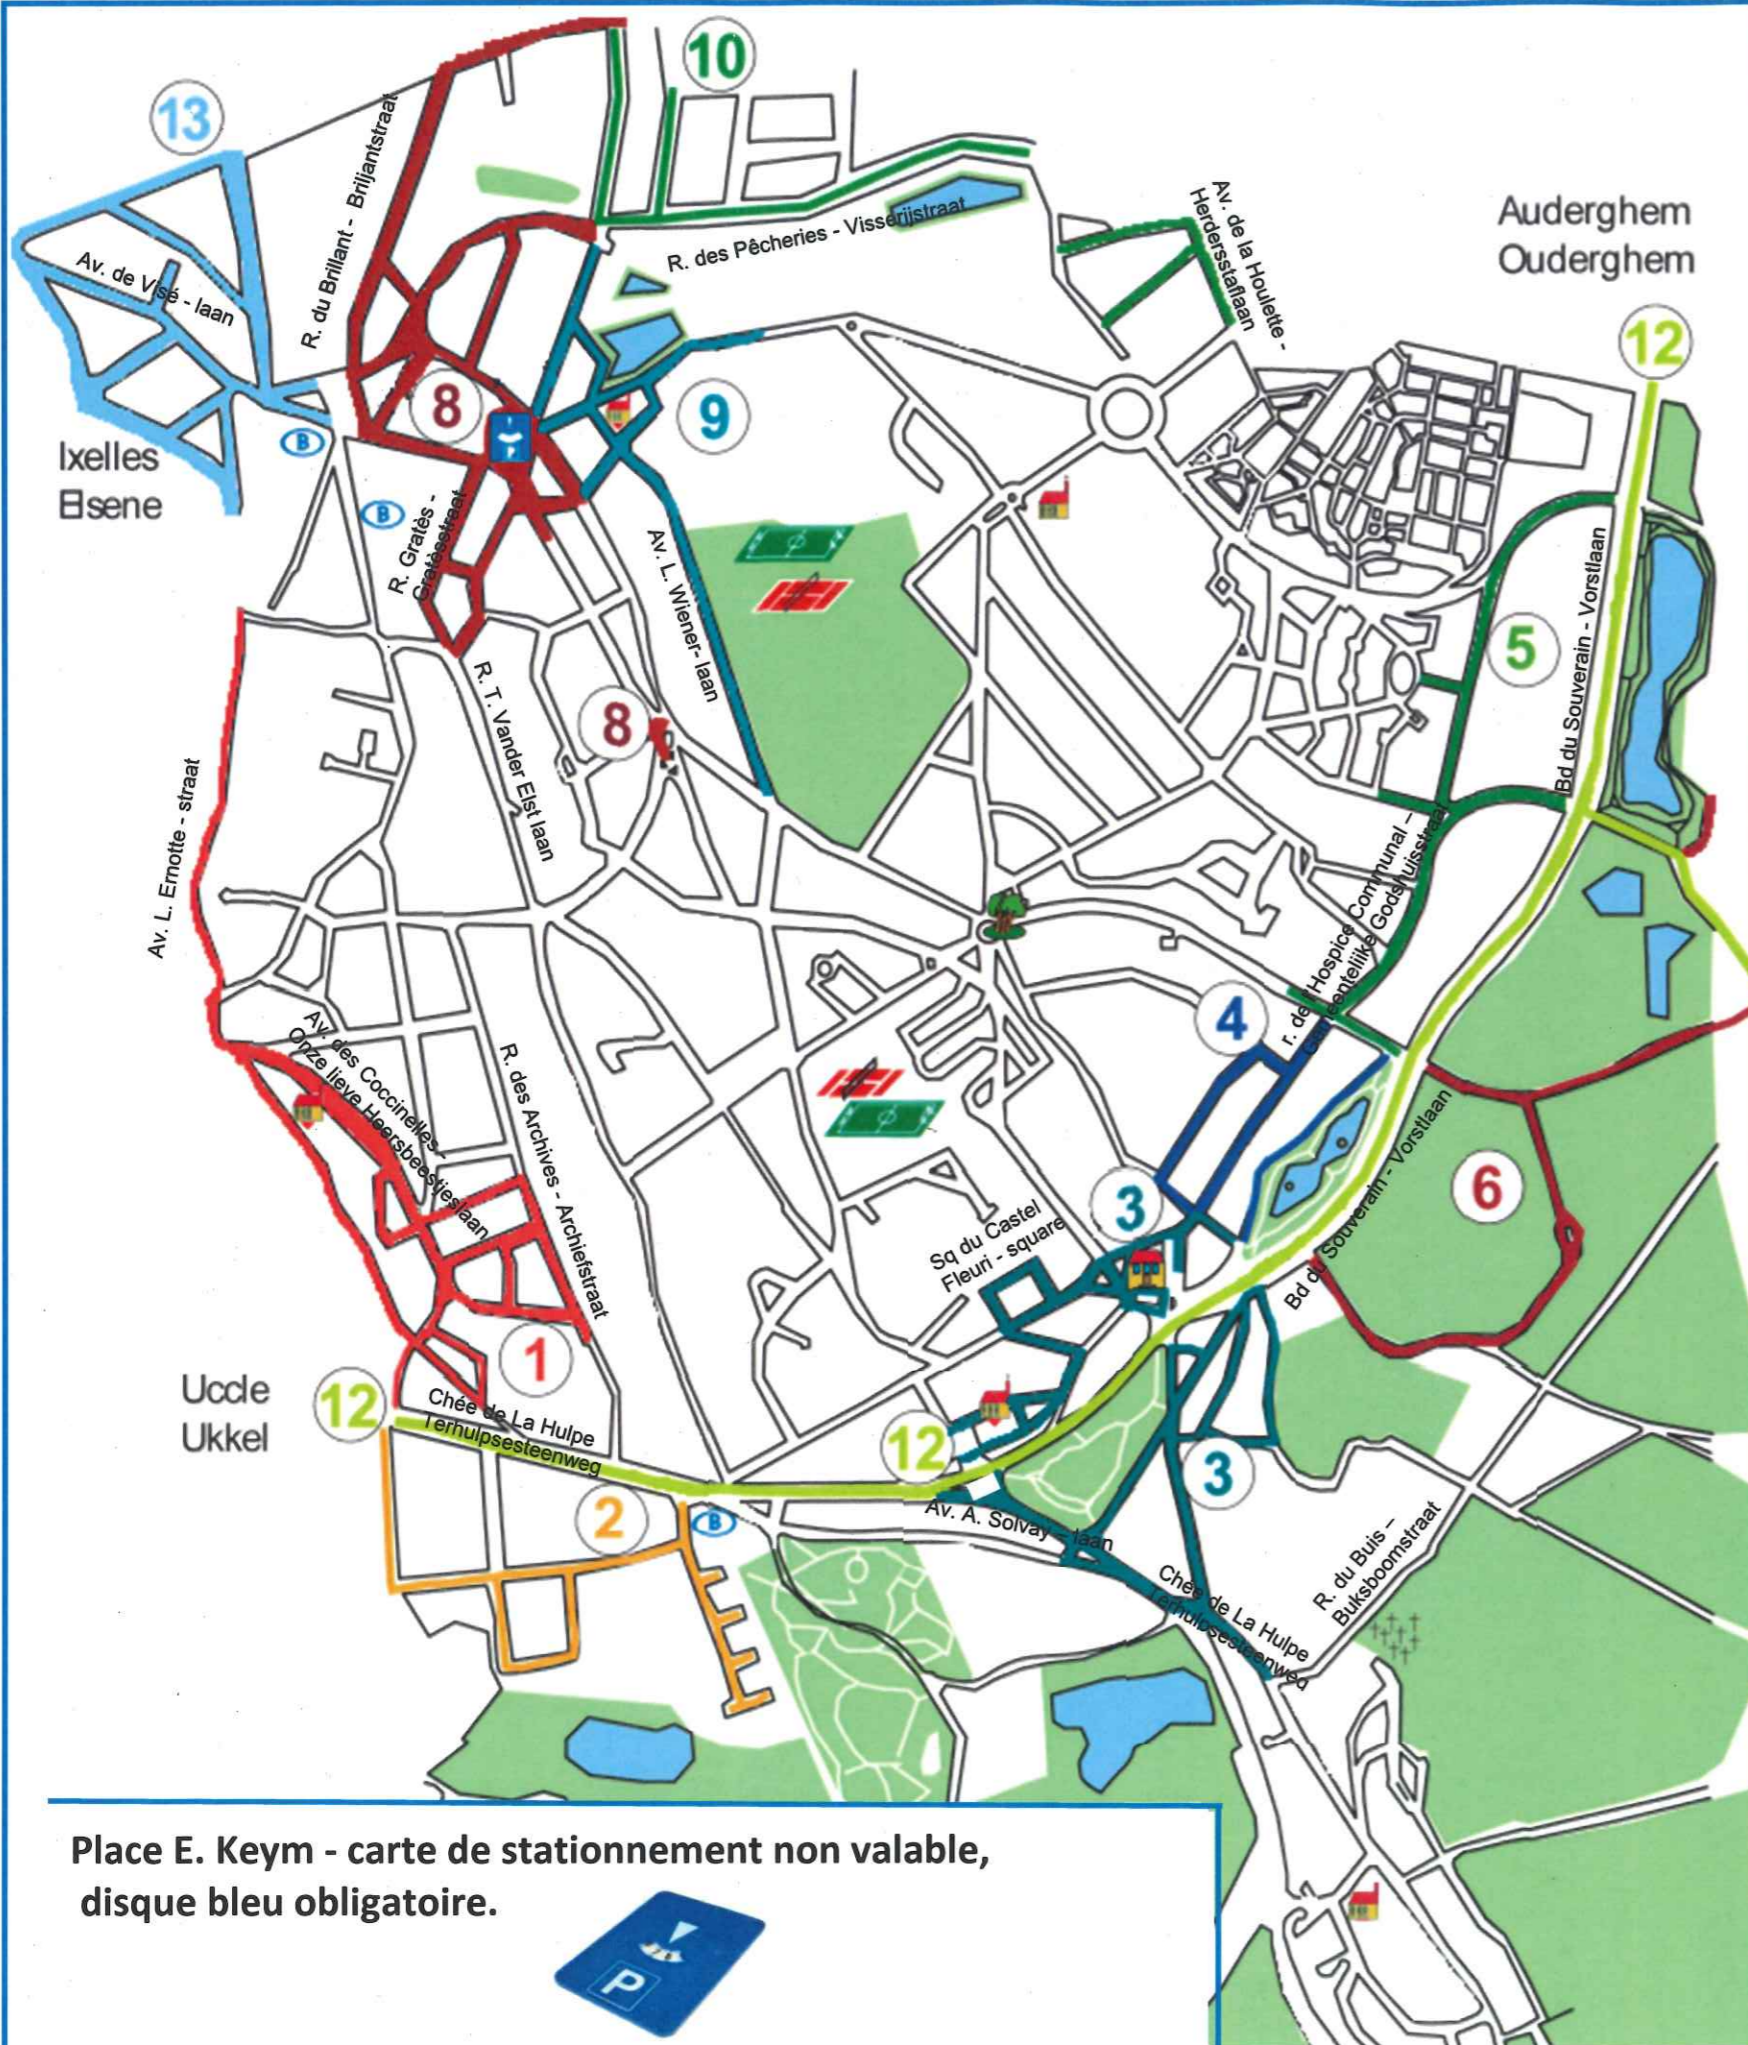 10
13
R. du Brillant - Briljantstraat
Av. de Visé - laan
R. des Pêcheries - Visserijstraat
Av. de la Houlette -
Herdersstaflaan
Auderghem
Ouderghem
12
8
9
Ixelles
Elsene
B
B
R. Gratès -
Gratèsstraat
Av. L. Wiener- laan
5
Bd du Souverain - Vorstlaan
8
R. T. Vander Elst laan
Av. L. Ernotte - straat
r. de l'Hospice Communal –
Gemeentelijke Godshuisstraat
4
Av. des Coccinelles -
Onze lieve Heersbeestjeslaan
R. des Archives - Archiefstraat
3
6
Sq du Castel
Fleuri - square
Bd du Souverain - Vorstlaan
1
Uccle
Ukkel
12
Chée de La Hulpe
Terhulpsesteenweg
12
3
2
B
Av. A. Solvay – laan
Chée de La Hulpe
Terhulpsesteenweg
R. du Buis –
Buksboomstraat
Place E. Keym - carte de stationnement non valable,
disque bleu obligatoire.
P